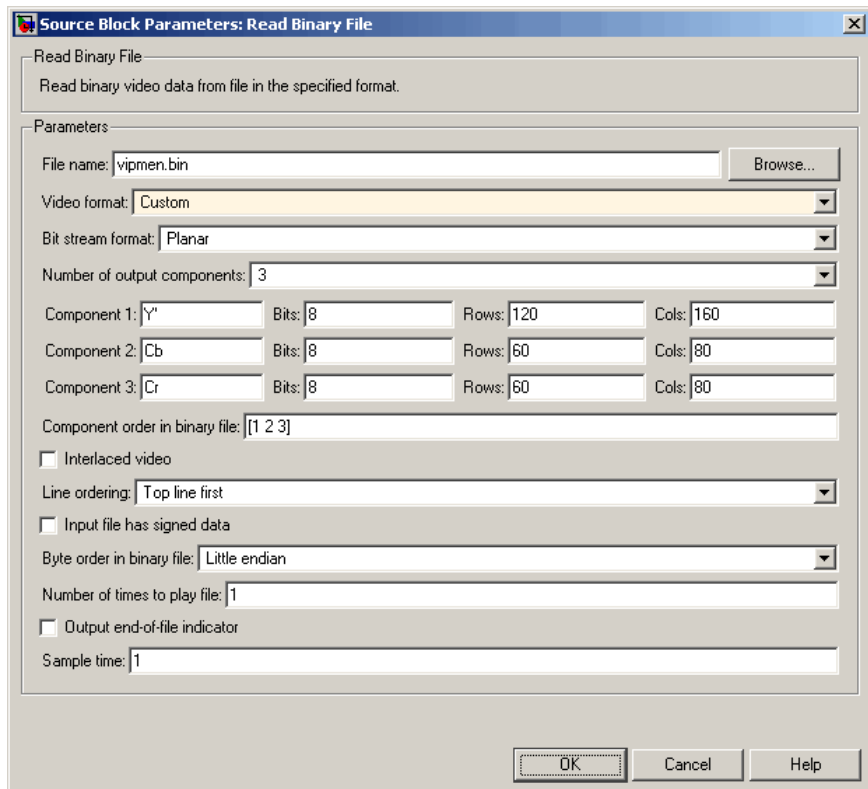 Source Block Parameters: Read Binary File
Read Binary File
Read binary video data from file in the specified format.
Parameters
File name: vipmen.bin Browse...
Video format: Custom
Bit stream format: Planar
Number of output components: 3
Component 1: Y' Bits: 8 Rows: 120 Cols: 160
Component 2: Cb Bits: 8 Rows: 60 Cols: 80
Component 3: Cr Bits: 8 Rows: 60 Cols: 80
Component order in binary file: [1 2 3]
Interlaced video
Line ordering: Top line first
Input file has signed data
Byte order in binary file: Little endian
Number of times to play file: 1
Output end-of-file indicator
Sample time: 1
OK Cancel Help